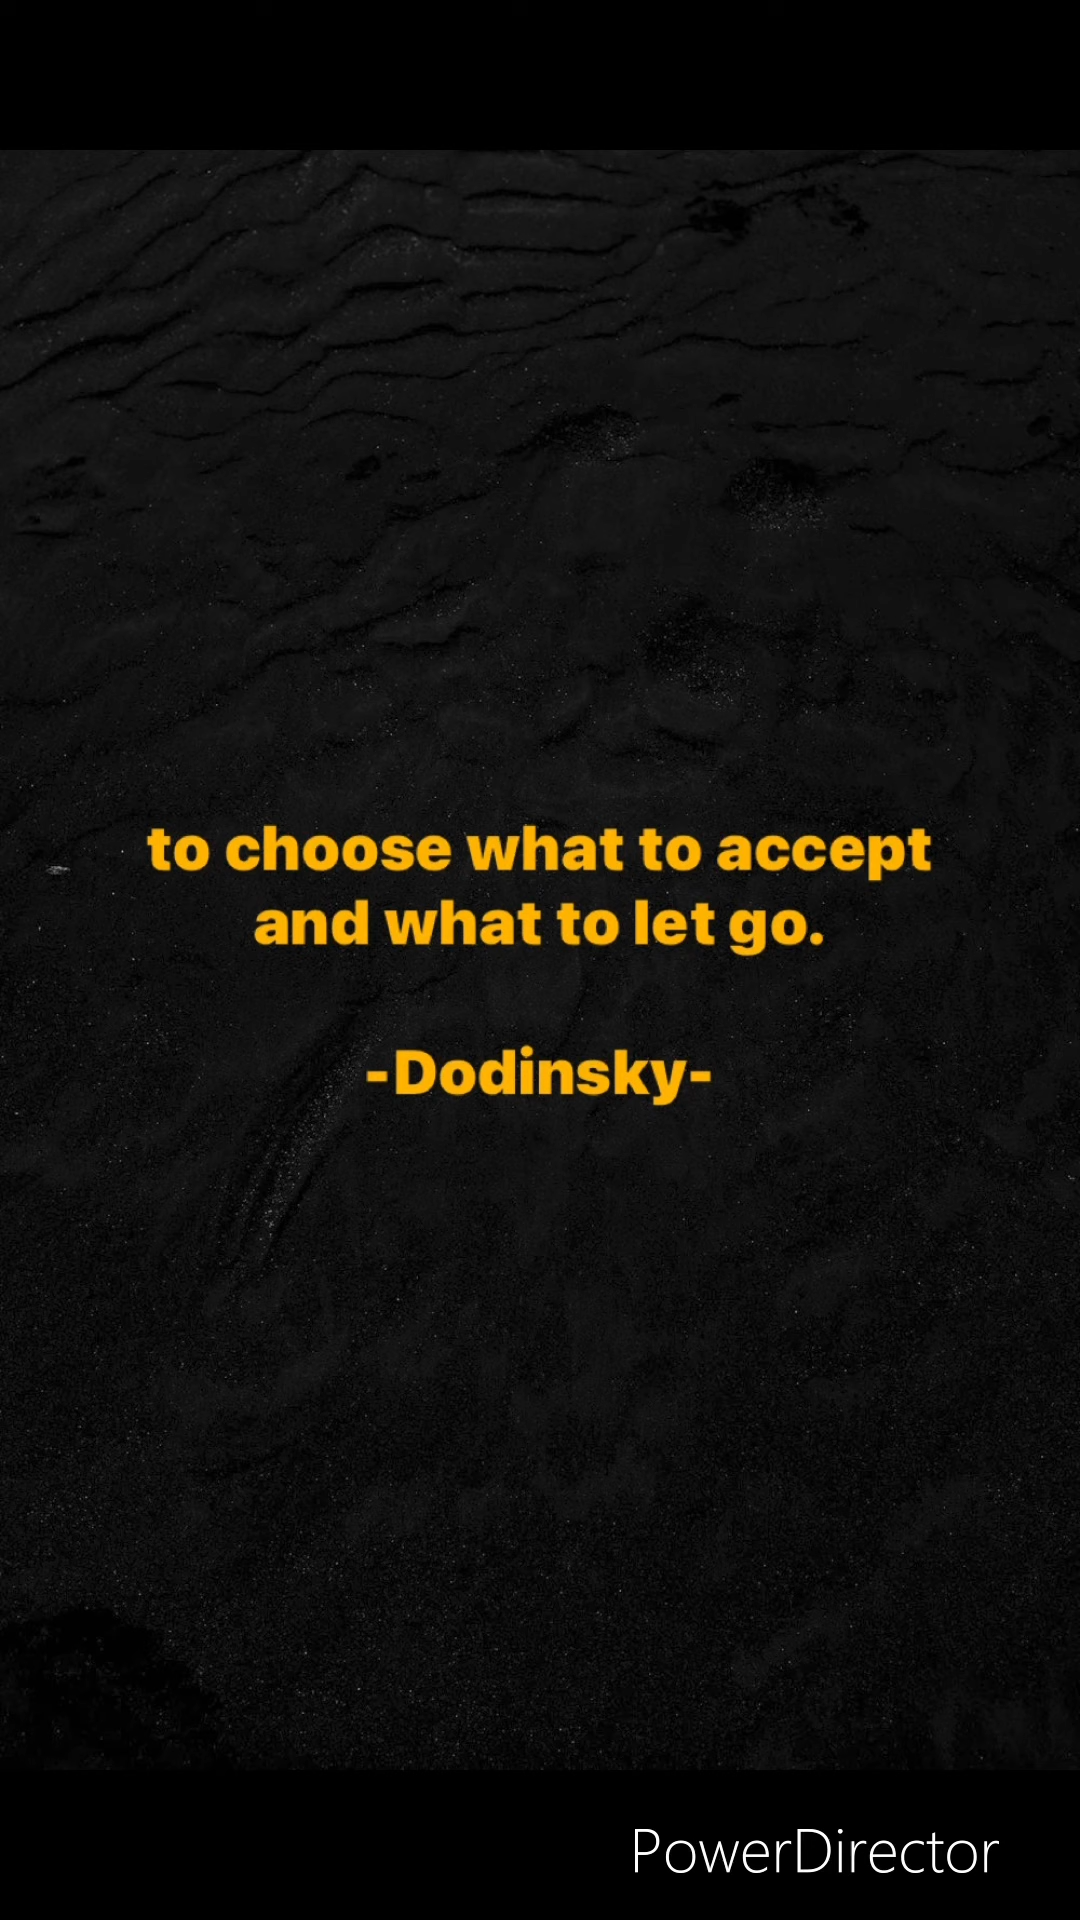 to choose what to accept
and what to let go.
-Dodinsky-
PowerDirector